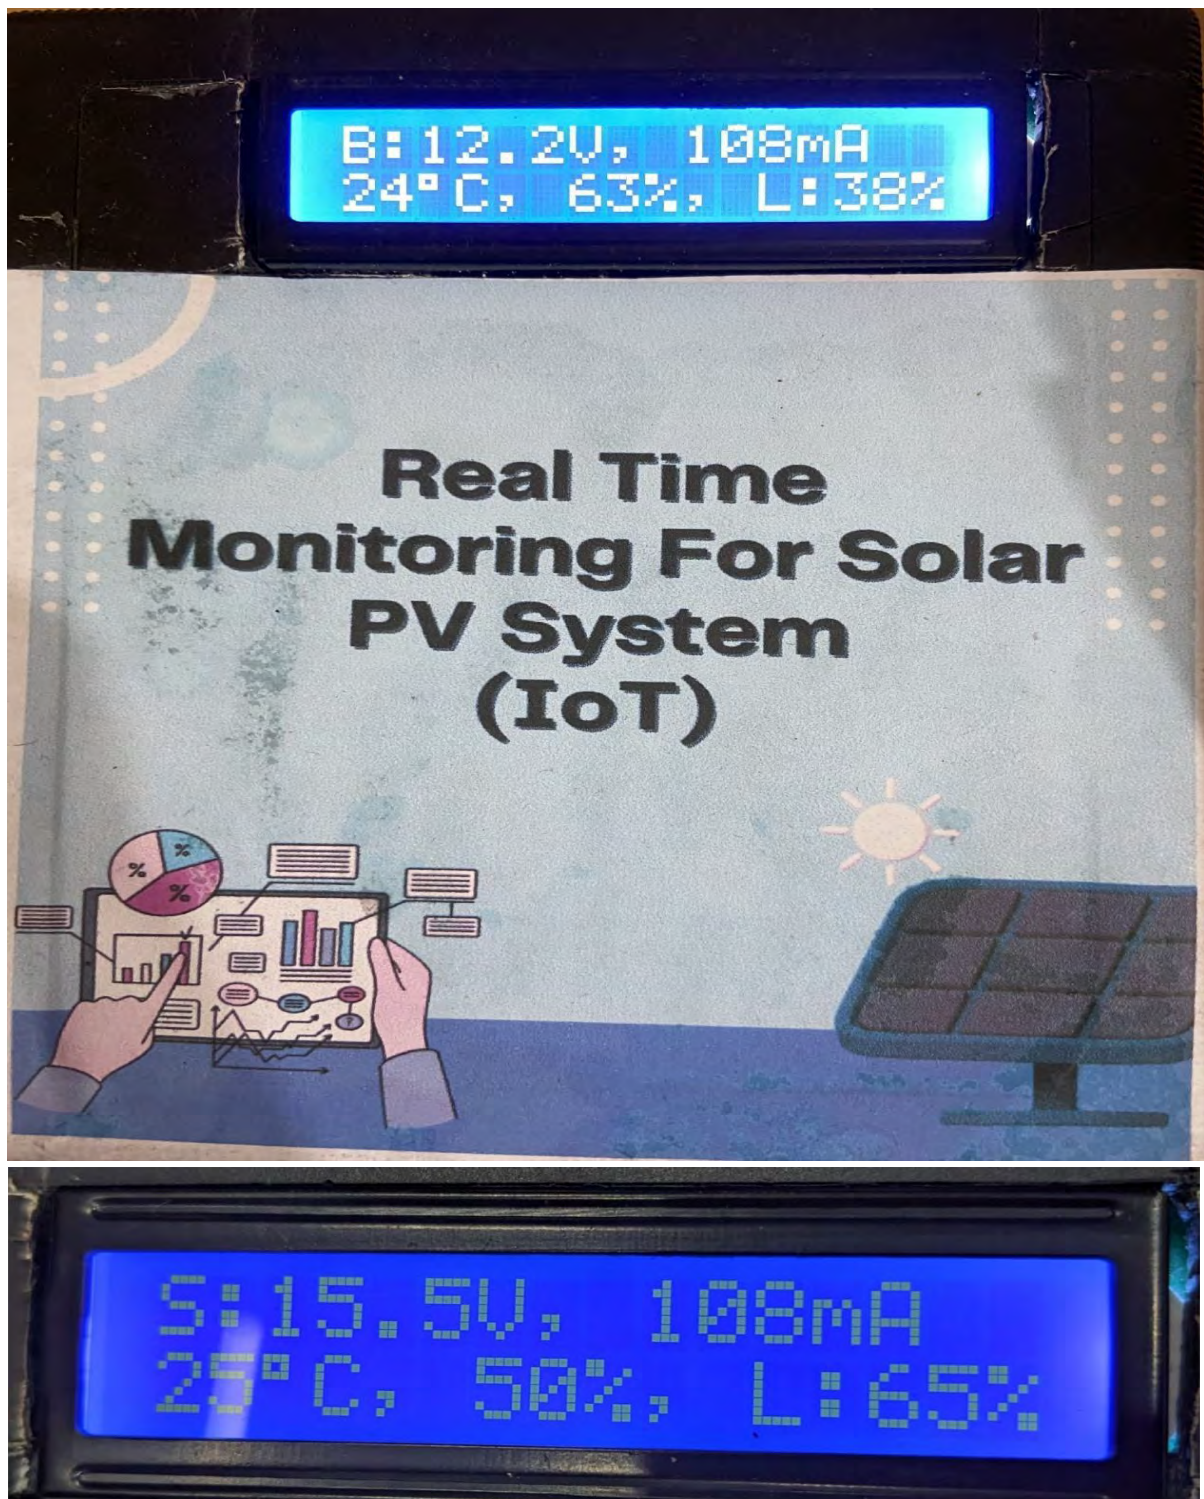 B:12.2V, 108mA
24°C, 63%, L:38%
Real Time
Monitoring For Solar
PV System
(IoT)
%
%
%
S:15.5V, 108mA
25°C, 50%, L:65%